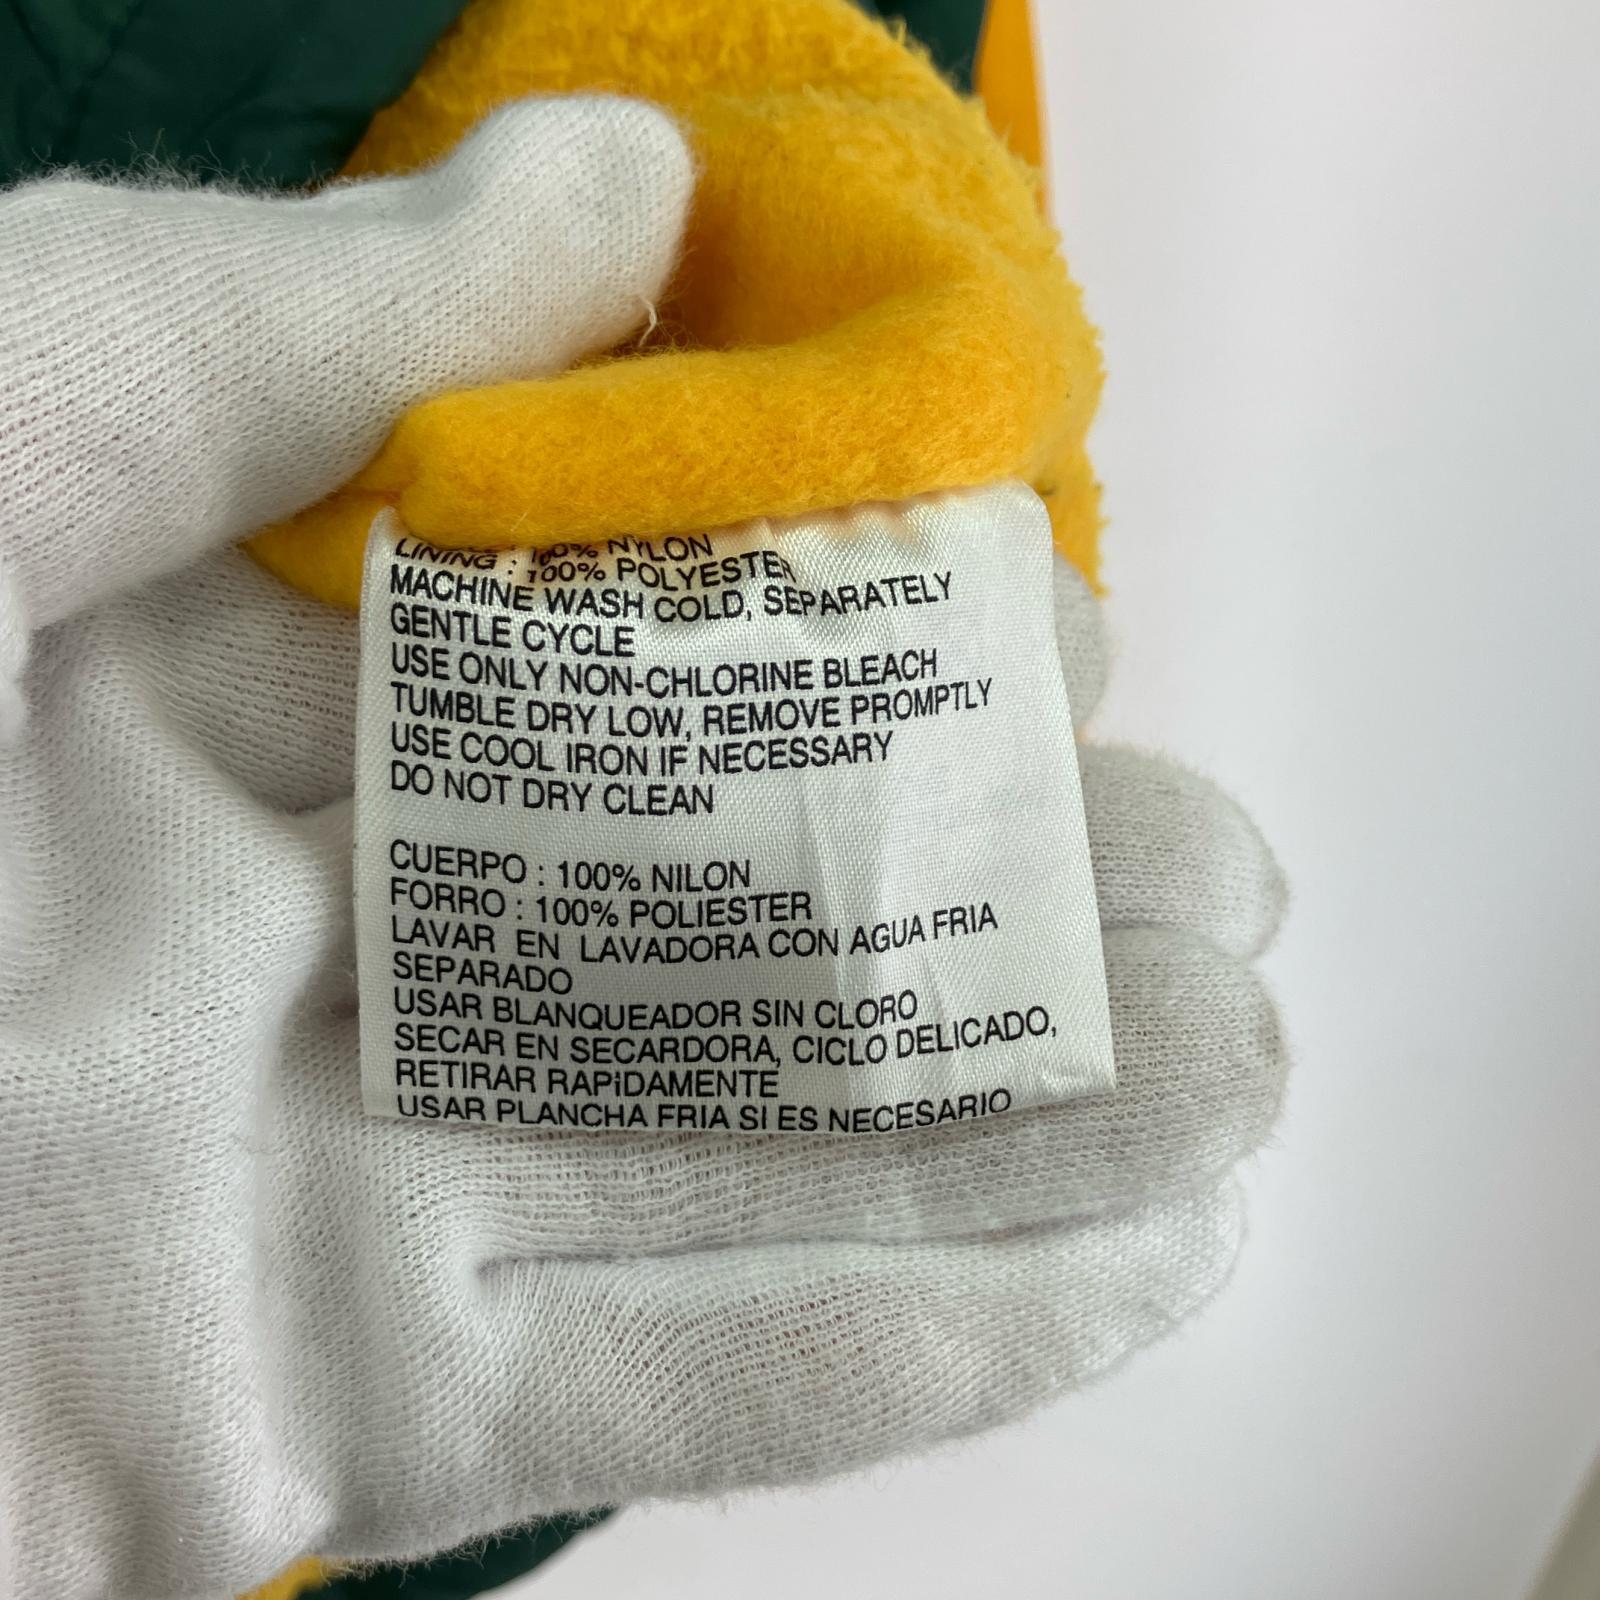 : 100% NYLON
LINING : 100% POLYESTER
MACHINE WASH COLD, SEPARATELY
GENTLE CYCLE
USE ONLY NON-CHLORINE BLEACH
TUMBLE DRY LOW, REMOVE PROMPTLY
USE COOL IRON IF NECESSARY
DO NOT DRY CLEAN
CUERPO : 100% NILON
FORRO : 100% POLIESTER
LAVAR EN LAVADORA CON AGUA FRIA
SEPARADO
USAR BLANQUEADOR SIN CLORO
SECAR EN SECARDORA, CICLO DELICADO,
RETIRAR RAPiDAMENTE
USAR PLANCHA FRIA SI ES NECESARIO